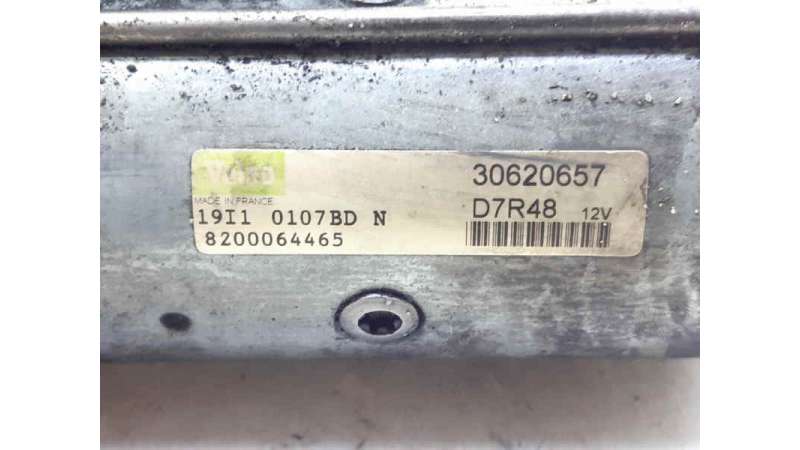 Valeo
MADE IN FRANCE
19I1 0107BD N
8200064465
30620657
D7R48 12V